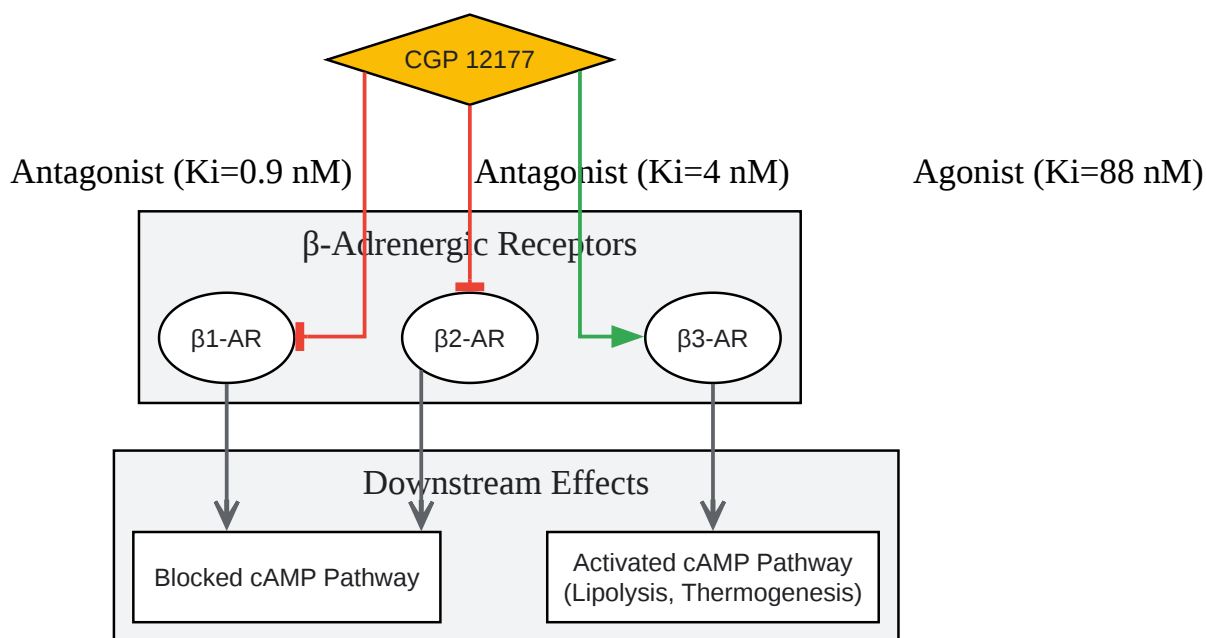 CGP 12177
Antagonist (Ki=0.9 nM)
Antagonist (Ki=4 nM)
Agonist (Ki=88 nM)
β-Adrenergic Receptors
β1-AR
β2-AR
β3-AR
Downstream Effects
Blocked cAMP Pathway
Activated cAMP Pathway
(Lipolysis, Thermogenesis)